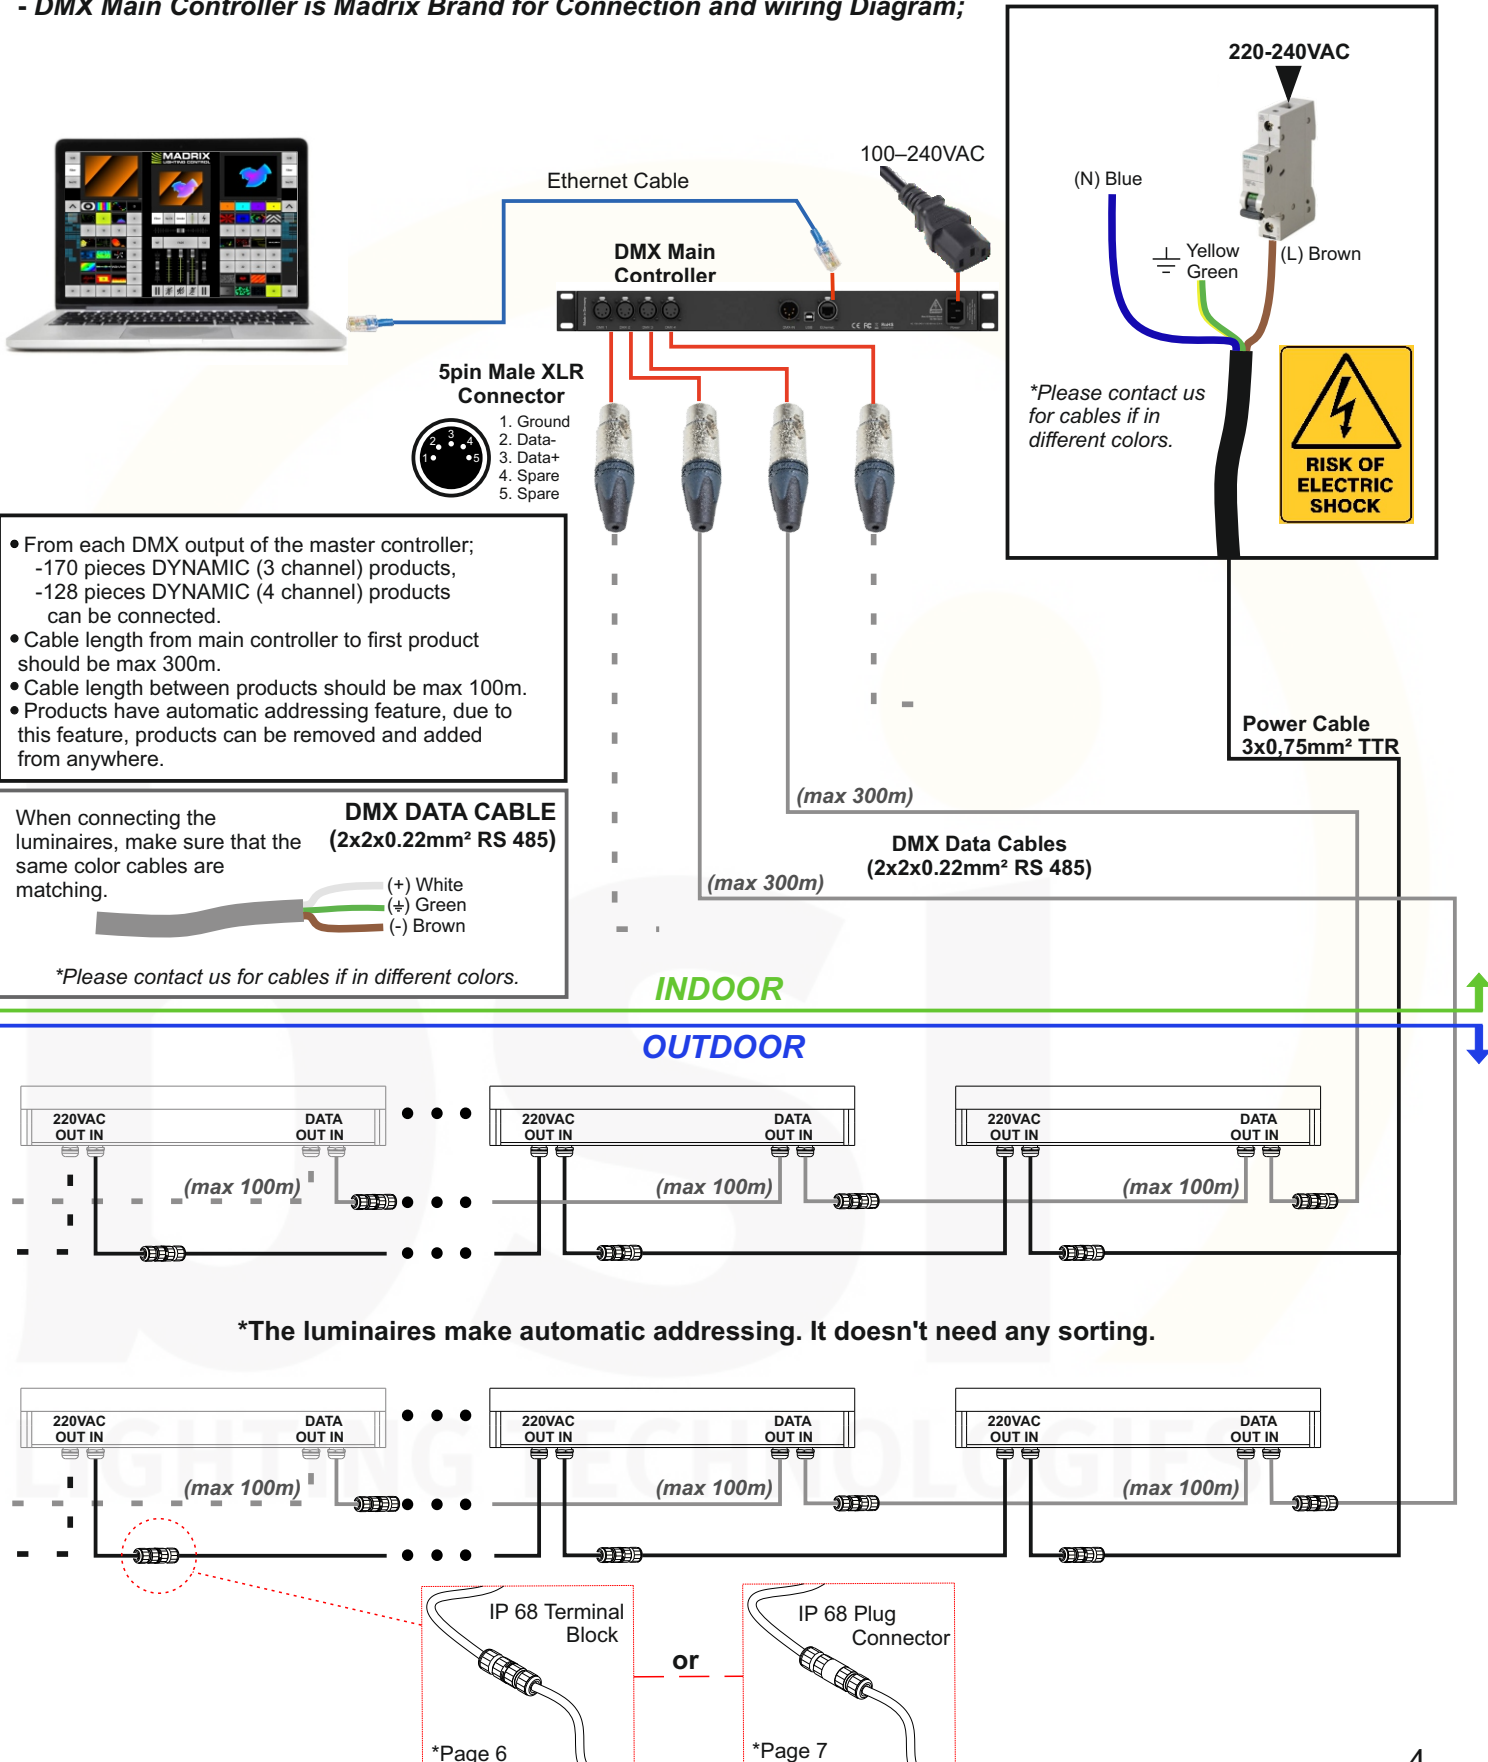 - DMX Main Controller is Madrix Brand for Connection and wiring Diagram;
220-240VAC
MADRIX
Ethernet Cable
100–240VAC
(N) Blue
Yellow
Green
(L) Brown
DMX Main
Controller
5pin Male XLR
Connector
1. Ground
2. Data-
3. Data+
4. Spare
5. Spare
1
2
3
4
5
*Please contact us
for cables if in
different colors.
RISK OF
ELECTRIC
SHOCK
• From each DMX output of the master controller;
-170 pieces DYNAMIC (3 channel) products,
-128 pieces DYNAMIC (4 channel) products
can be connected.
• Cable length from main controller to first product
should be max 300m.
• Cable length between products should be max 100m.
• Products have automatic addressing feature, due to
this feature, products can be removed and added
from anywhere.
Power Cable
3x0,75mm² TTR
When connecting the
luminaires, make sure that the
same color cables are
matching.
DMX DATA CABLE
(2x2x0.22mm² RS 485)
(+) White
(⏚) Green
(-) Brown
*Please contact us for cables if in different colors.
(max 300m)
DMX Data Cables
(2x2x0.22mm² RS 485)
(max 300m)
INDOOR
OUTDOOR
220VAC
OUT IN
DATA
OUT IN
220VAC
OUT IN
DATA
OUT IN
220VAC
OUT IN
DATA
OUT IN
(max 100m)
(max 100m)
(max 100m)
*The luminaires make automatic addressing. It doesn't need any sorting.
220VAC
OUT IN
DATA
OUT IN
220VAC
OUT IN
DATA
OUT IN
220VAC
OUT IN
DATA
OUT IN
(max 100m)
(max 100m)
(max 100m)
bsi
LIGHTING TECHNOLOGIES
IP 68 Terminal
Block
*Page 6
or
IP 68 Plug
Connector
*Page 7
4